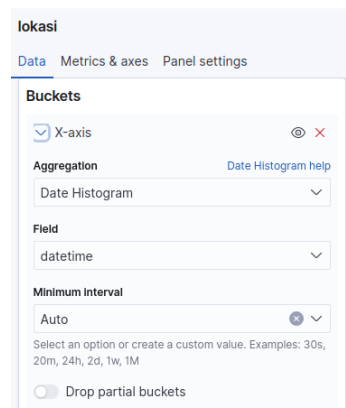 lokasi
Data Metrics & axes Panel settings
Buckets
X-axis
Aggregation Date Histogram help
Date Histogram
Field
datetime
Minimum interval
Auto
Select an option or create a custom value. Examples: 30s,
20m, 24h, 2d, 1w, 1M
Drop partial buckets